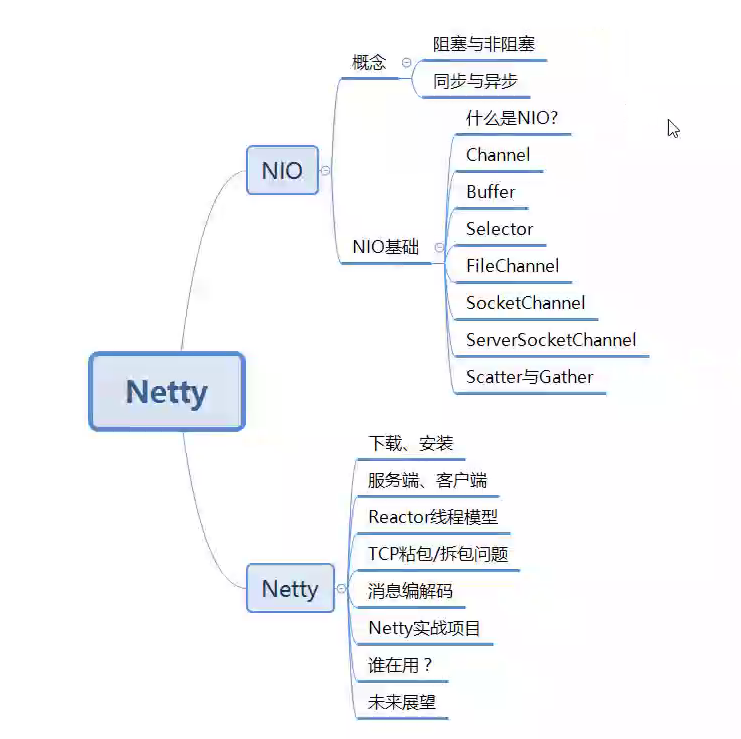 阻塞与非阻塞
概念
同步与异步
什么是NIO?
Channel
NIO
Buffer
Selector
NIO基础
FileChannel
SocketChannel
ServerSocketChannel
Scatter与Gather
Netty
下载、安装
服务端、客户端
Reactor线程模型
TCP粘包/拆包问题
Netty
消息编解码
Netty实战项目
谁在用？
未来展望